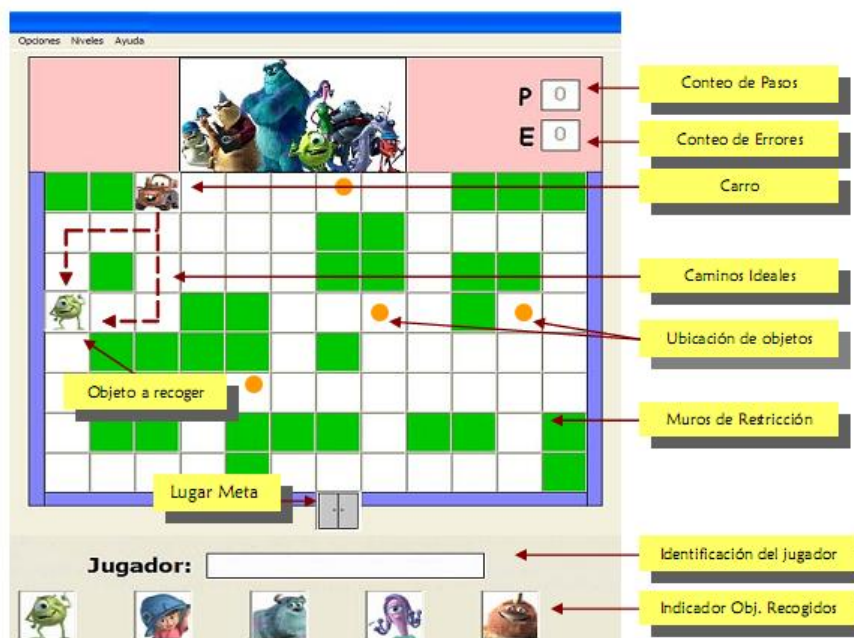 Opciones Niveles Ayuda
P 0
E 0
Conteo de Pasos
Conteo de Errores
Carro
Caminos Ideales
Ubicación de objetos
Objeto a recoger
Muros de Restricción
Lugar Meta
Jugador:
Identificación del jugador
Indicador Obj. Recogidos